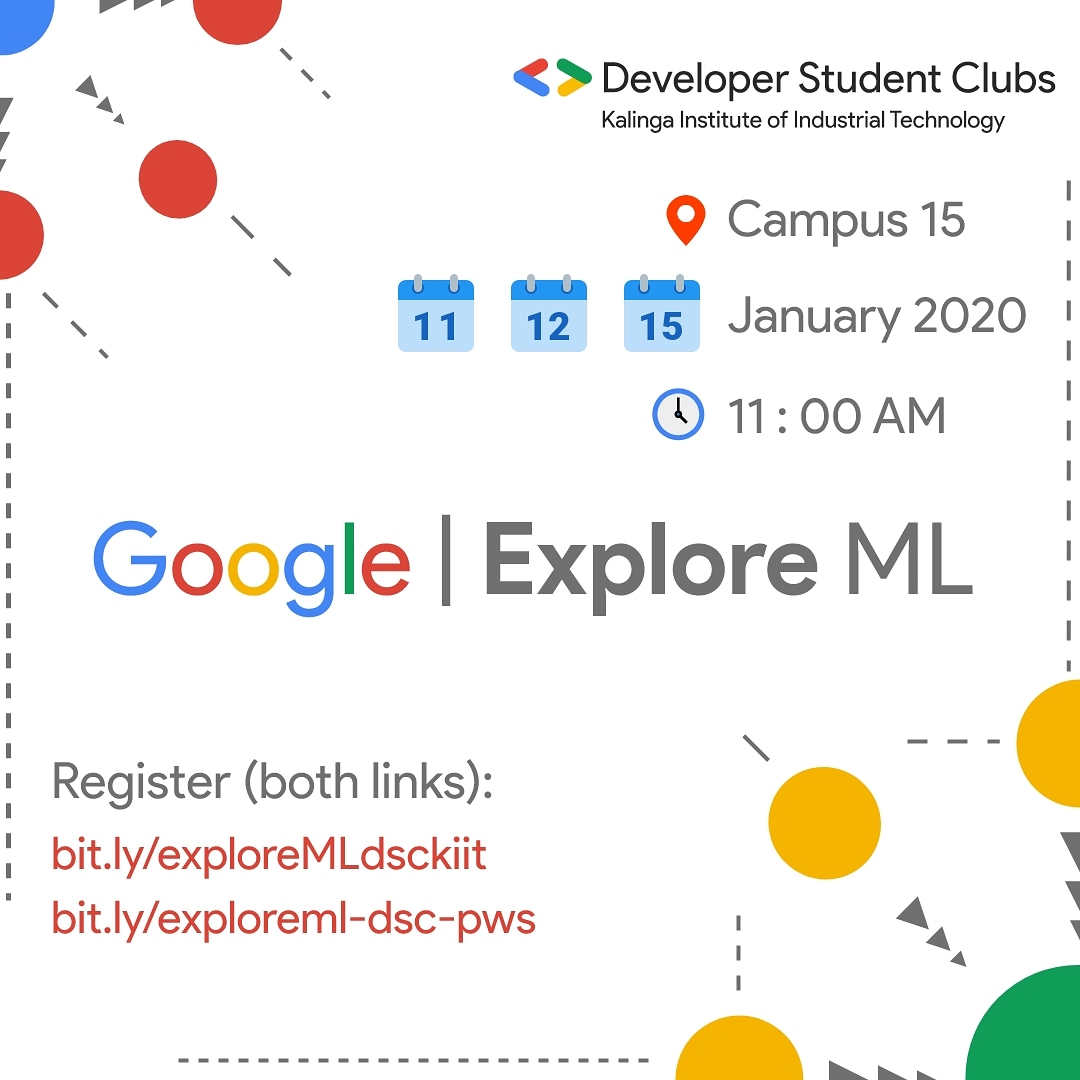 Developer Student Clubs
Kalinga Institute of Industrial Technology
Campus 15
11 12 15 January 2020
11 : 00 AM
Google | Explore ML
Register (both links):
bit.ly/exploreMLdsckiit
bit.ly/exploreml-dsc-pws